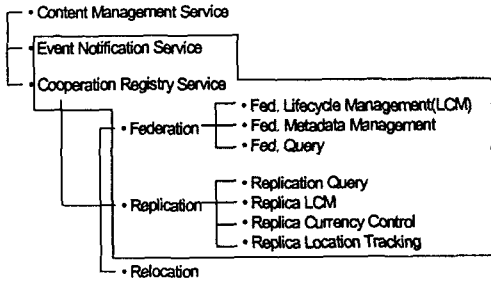 • Content Management Service
• Event Notification Service
• Cooperation Registry Service
• Federation
• Fed. Lifecycle Management(LCM)
• Fed. Metadata Management
• Fed. Query
• Replication
• Replication Query
• Replica LCM
• Replica Currency Control
• Replica Location Tracking
• Relocation